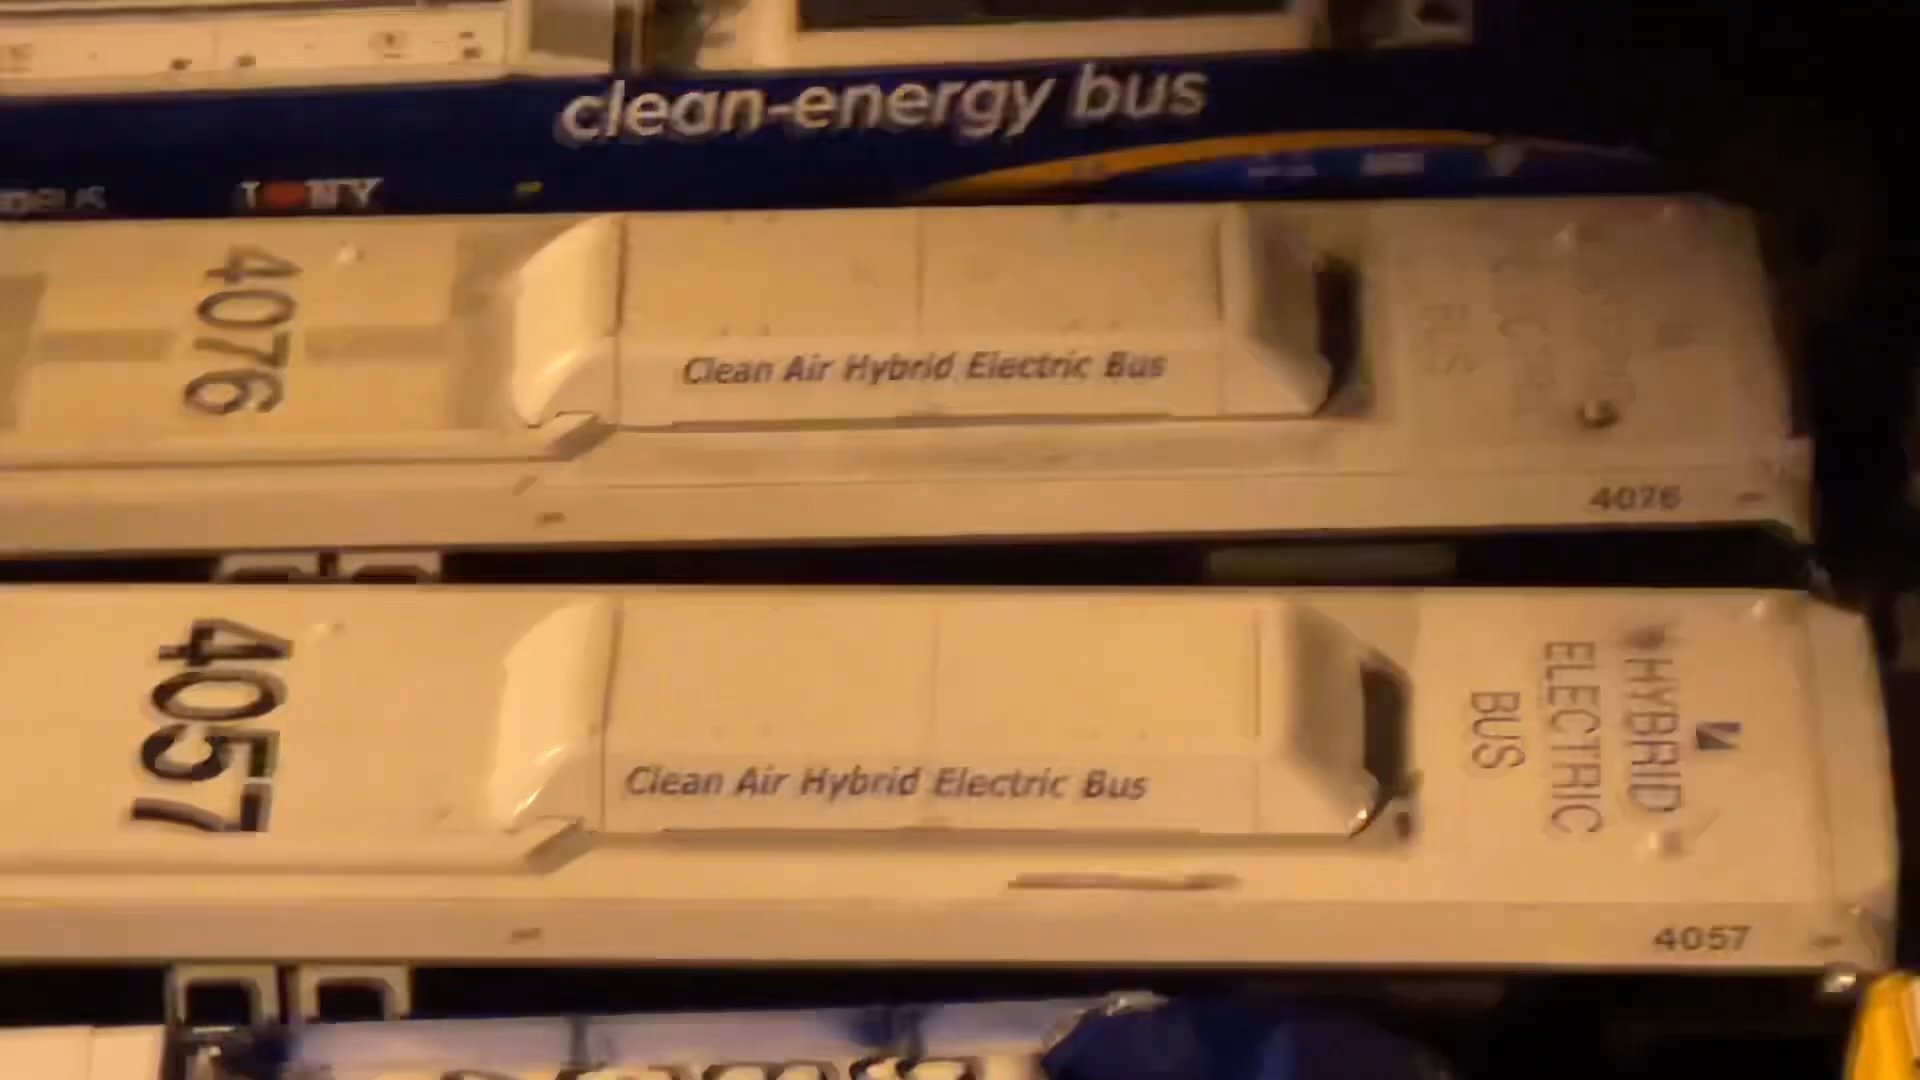 clean-energy bus
I NY
4076
Clean Air Hybrid Electric Bus
BUS
4076
4057
Clean Air Hybrid Electric Bus
HYBRID
ELECTRIC
BUS
4057